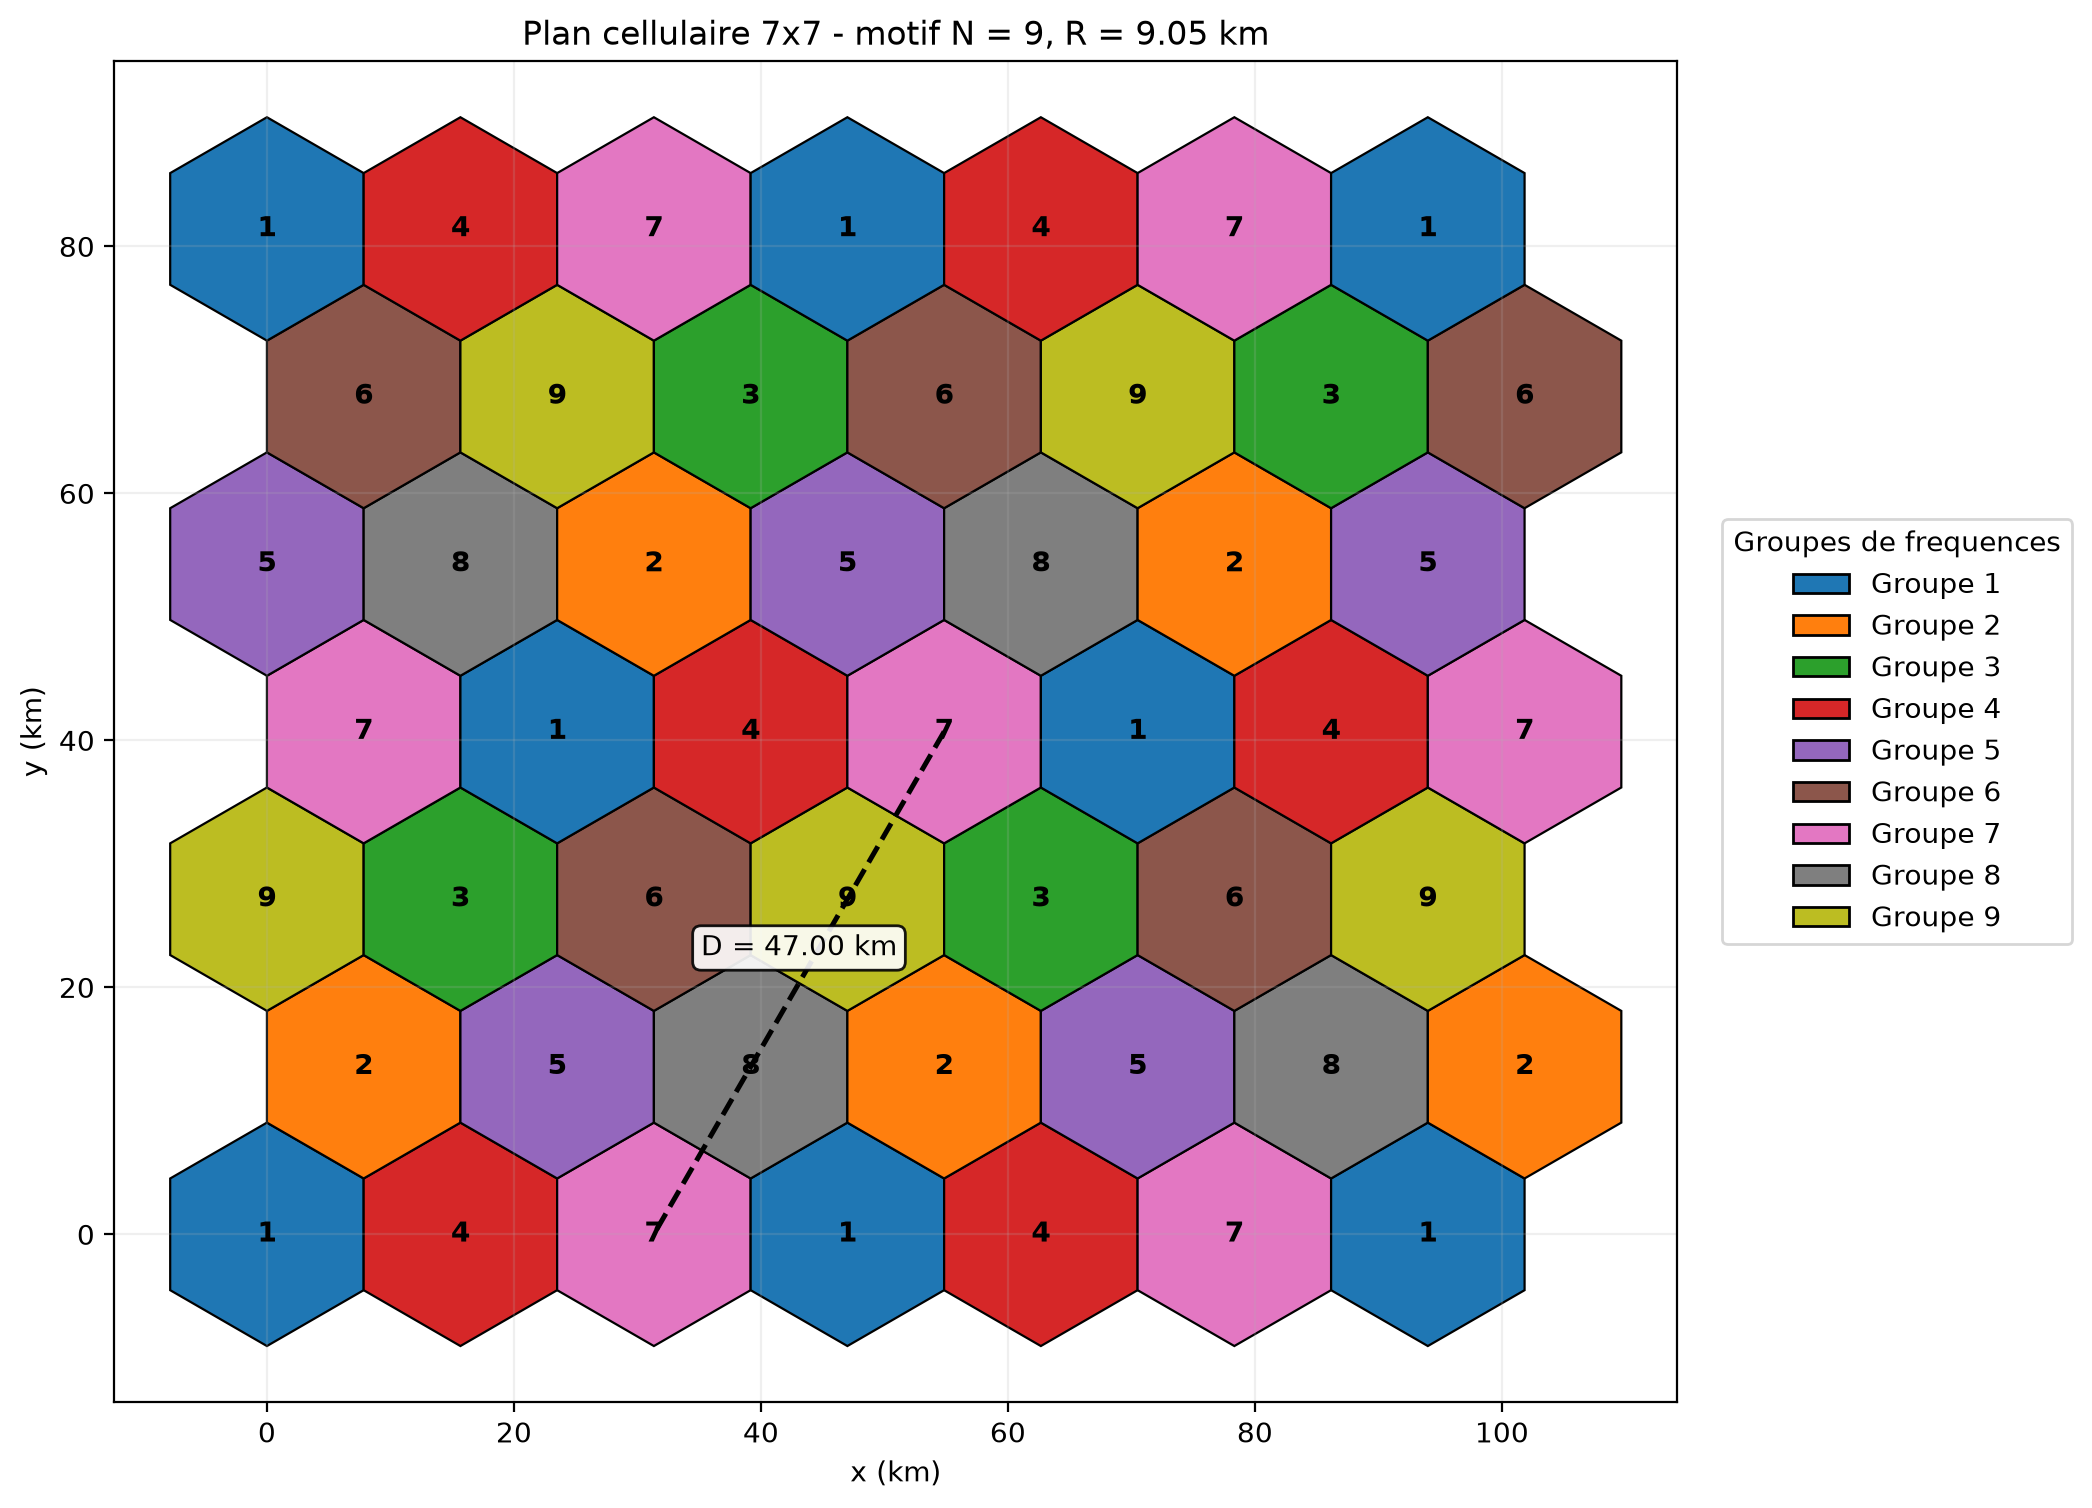 Plan cellulaire 7x7 - motif N = 9, R = 9.05 km
y (km)
80
60
40
20
0
1 4 7 1 4 7 1
6 9 3 6 9 3 6
5 8 2 5 8 2 5
7 1 4 7 1 4 7
9 3 6 9 3 6 9
D = 47.00 km
2 5 8 2 5 8 2
1 4 7 1 4 7 1
0 20 40 60 80 100
x (km)
Groupes de frequences
Groupe 1
Groupe 2
Groupe 3
Groupe 4
Groupe 5
Groupe 6
Groupe 7
Groupe 8
Groupe 9